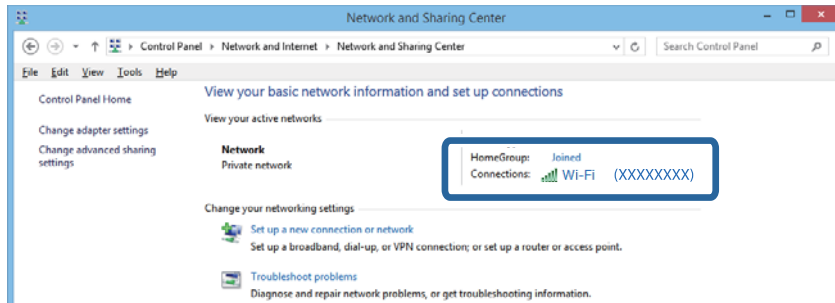 Network and Sharing Center
Control Panel ▸ Network and Internet ▸ Network and Sharing Center
Search Control Panel
File Edit View Tools Help
Control Panel Home
Change adapter settings
Change advanced sharing
settings
View your basic network information and set up connections
View your active networks
Network
Private network
HomeGroup: Joined
Connections: Wi-Fi (XXXXXXXX)
Change your networking settings
Set up a new connection or network
Set up a broadband, dial-up, or VPN connection; or set up a router or access point.
Troubleshoot problems
Diagnose and repair network problems, or get troubleshooting information.